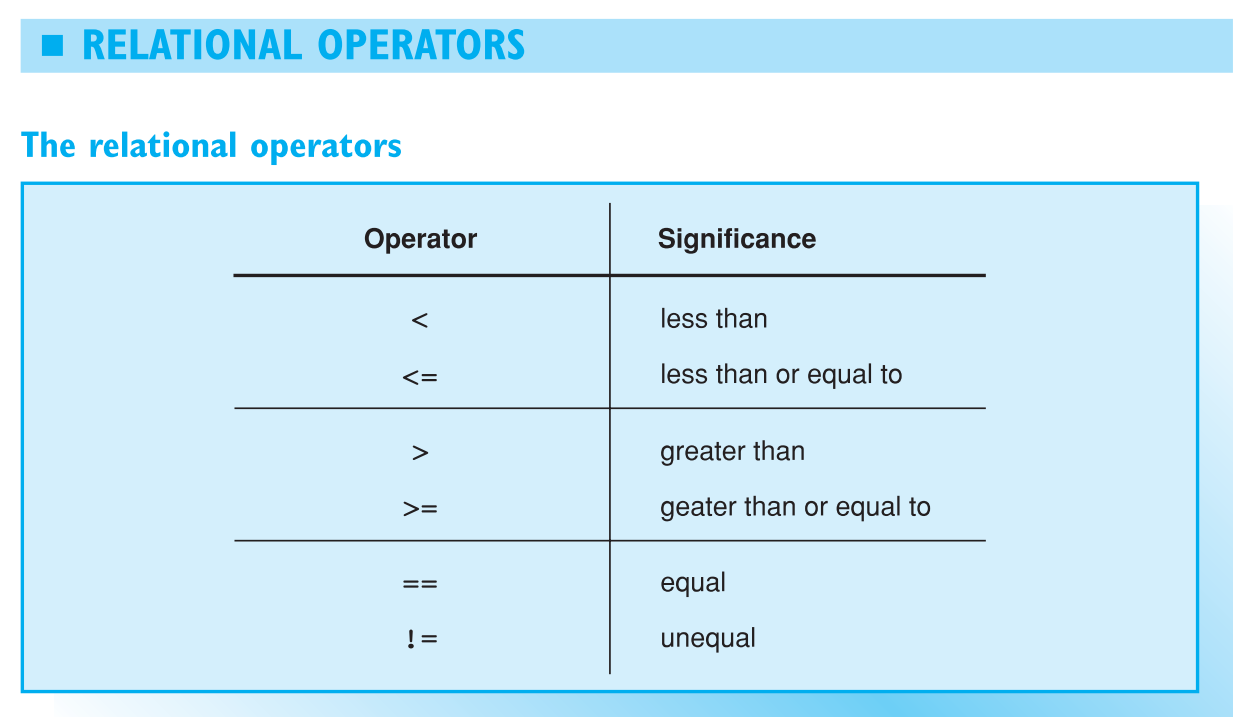 RELATIONAL OPERATORS
The relational operators
Operator Significance
< less than
<= less than or equal to
> greater than
>= geater than or equal to
== equal
!= unequal